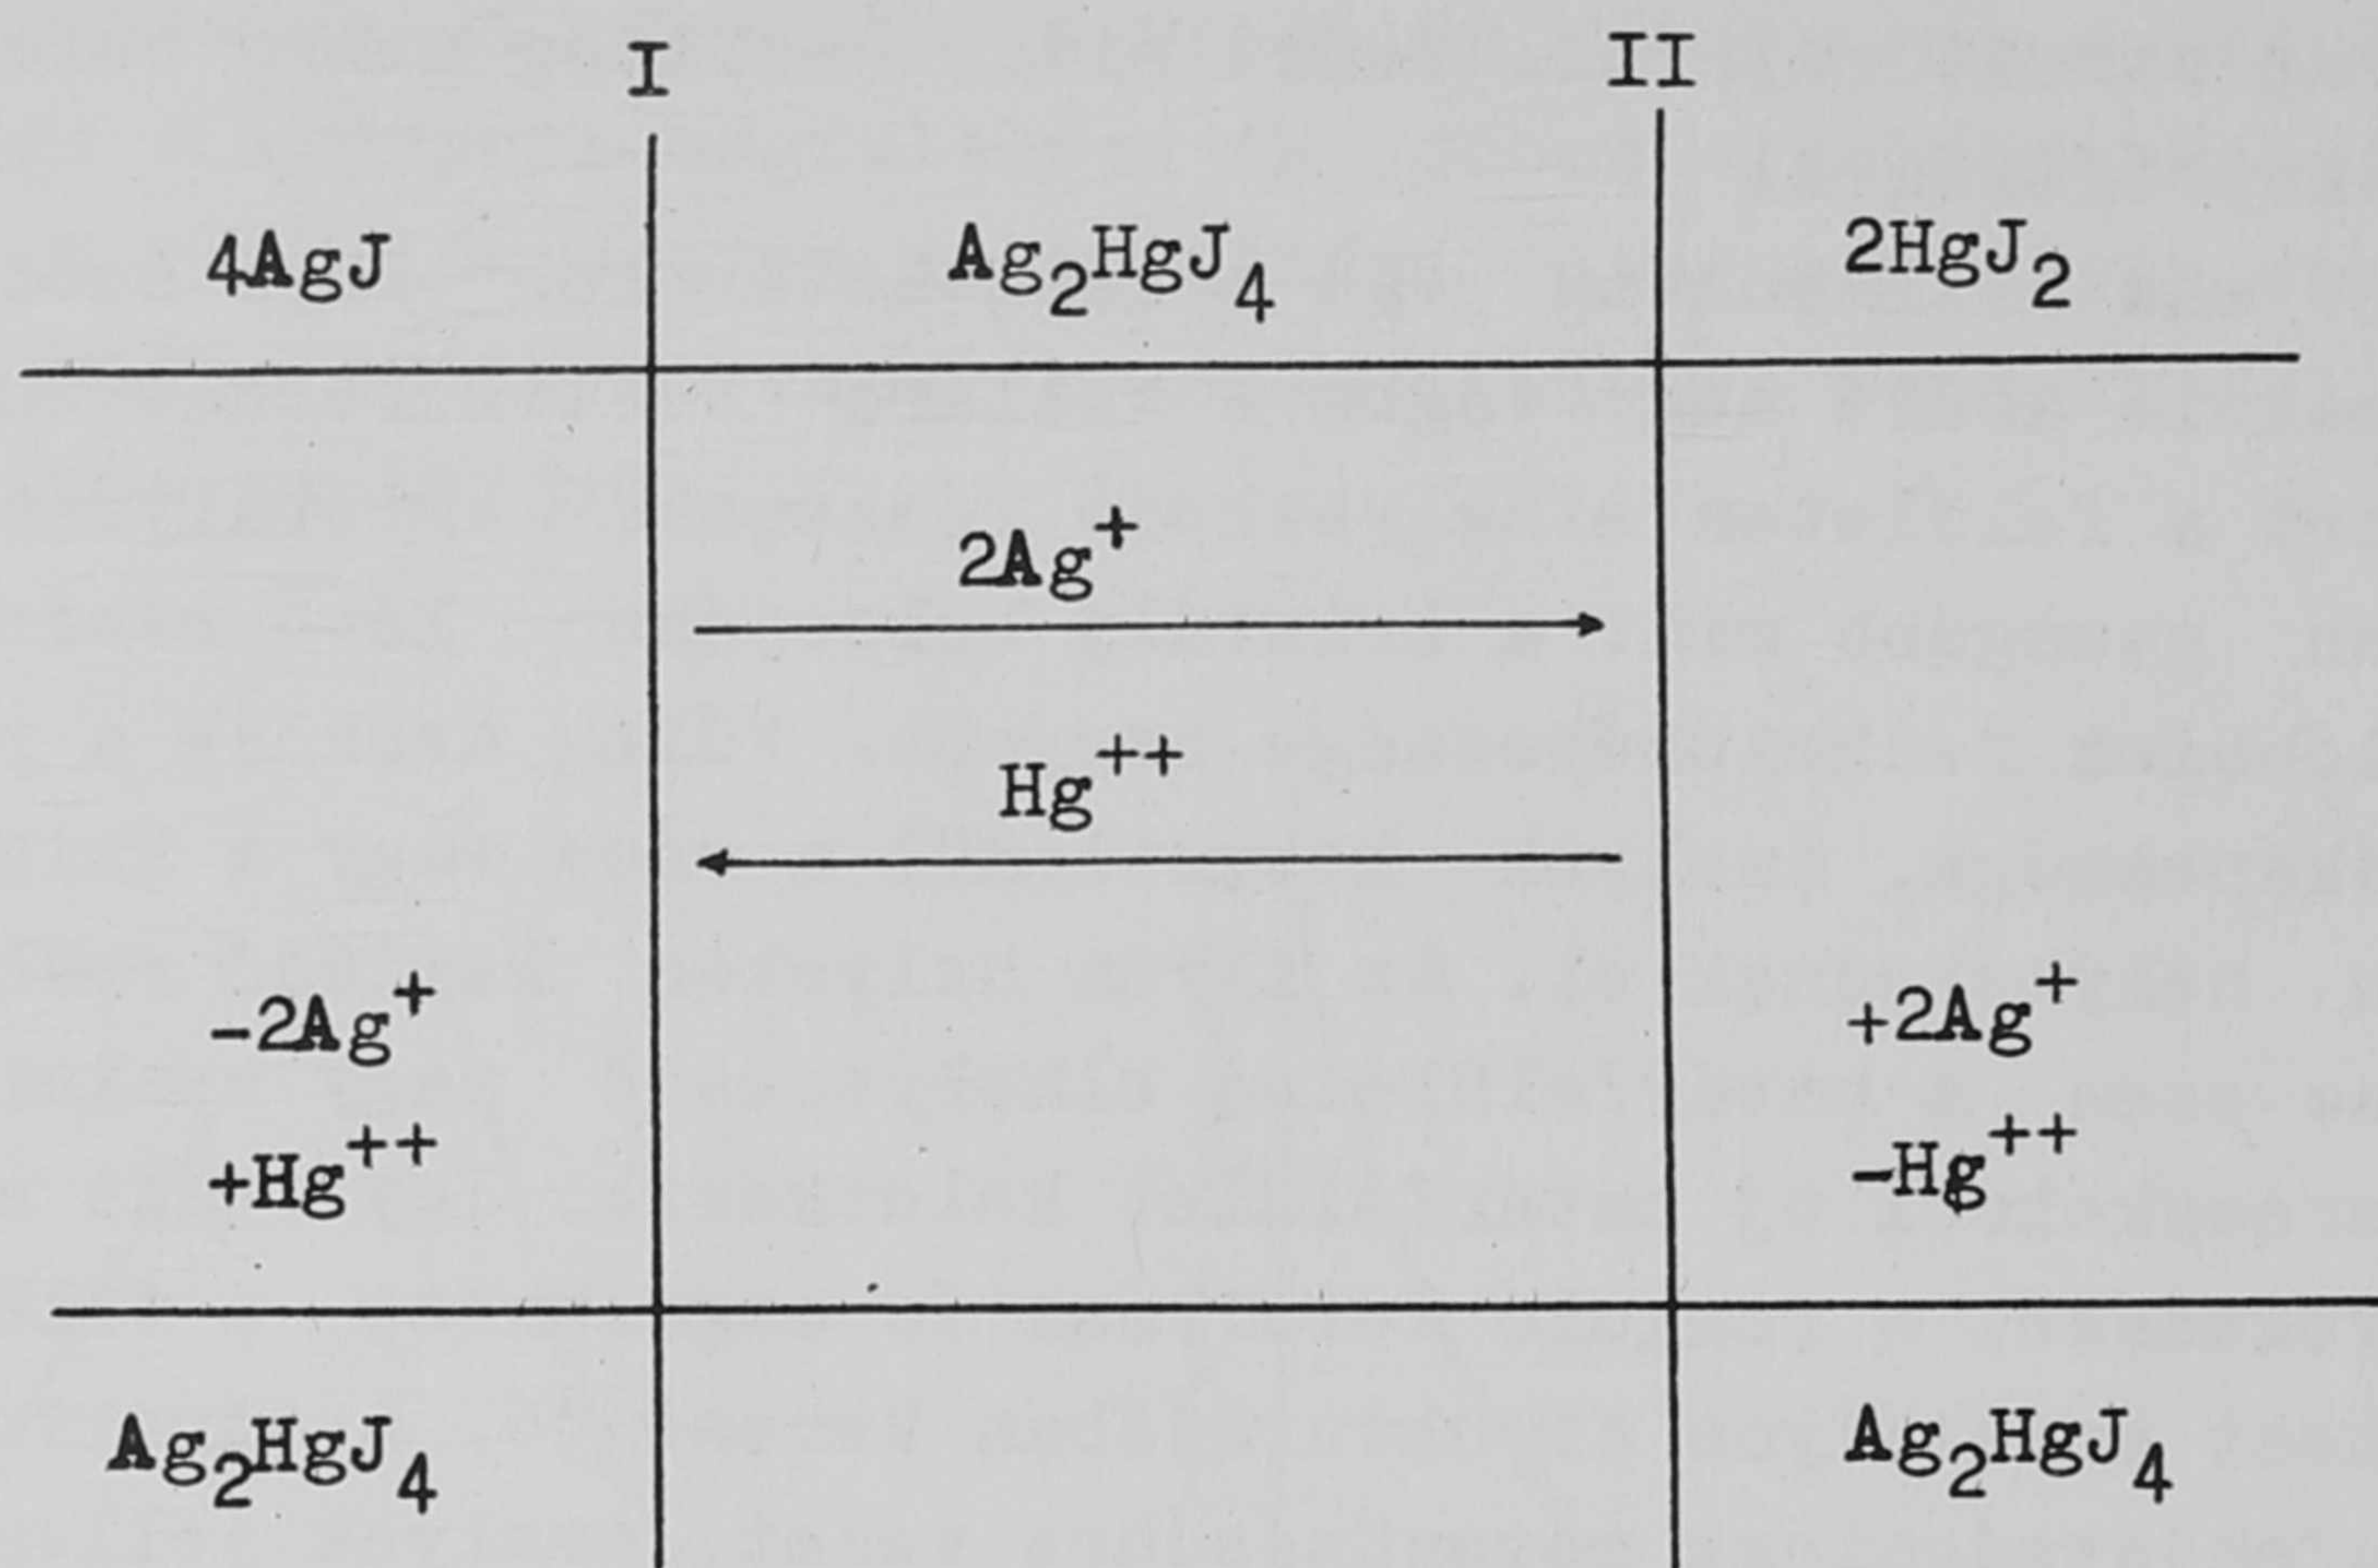 I II
4AgJ Ag₂HgJ₄ 2HgJ₂
2Ag⁺
Hg⁺⁺
-2Ag⁺ +2Ag⁺
+Hg⁺⁺ -Hg⁺⁺
Ag₂HgJ₄ Ag₂HgJ₄